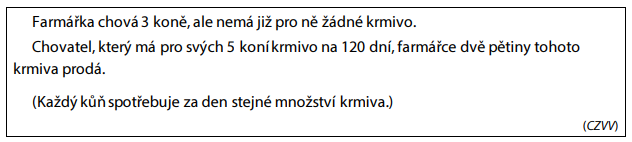 Farmářka chová 3 koně, ale nemá již pro ně žádné krmivo.
Chovatel, který má pro svých 5 koní krmivo na 120 dní, farmářce dvě pětiny tohoto
krmiva prodá.
(Každý kůň spotřebuje za den stejné množství krmiva.)
(CZVV)